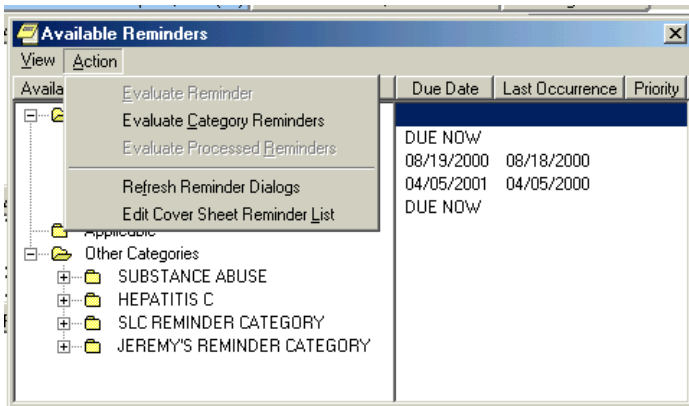 Available Reminders
View Action
Availa Due Date Last Occurrence Priority
Evaluate Reminder
Evaluate Category Reminders
DUE NOW
Evaluate Processed Reminders
08/19/2000 08/18/2000
Refresh Reminder Dialogs
04/05/2001 04/05/2000
Edit Cover Sheet Reminder List
DUE NOW
Applicable
Other Categories
SUBSTANCE ABUSE
HEPATITIS C
SLC REMINDER CATEGORY
JEREMY'S REMINDER CATEGORY